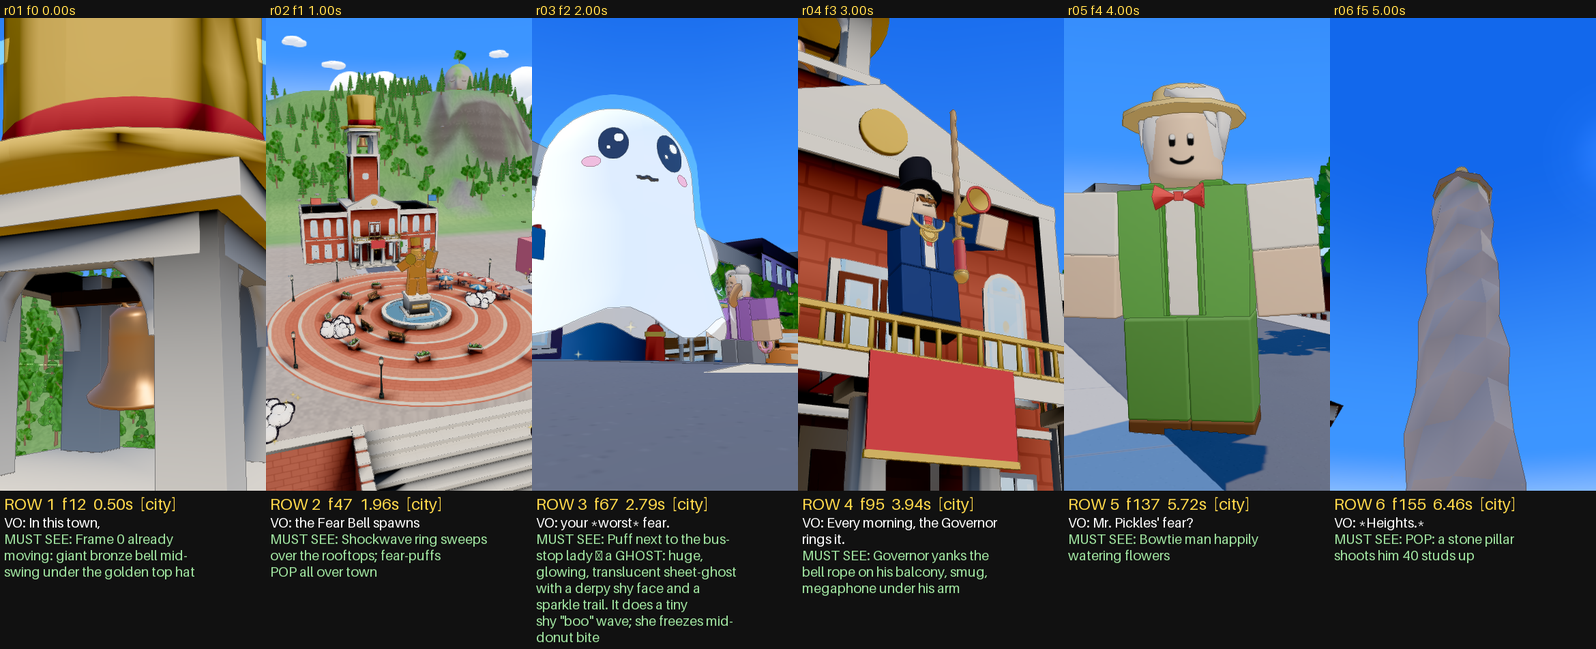 r01 f0 0.00s
r02 f1 1.00s
r03 f2 2.00s
r04 f3 3.00s
r05 f4 4.00s
r06 f5 5.00s
ROW 1 f12 0.50s [city]
VO: In this town,
MUST SEE: Frame 0 already
moving: giant bronze bell mid-
swing under the golden top hat
ROW 2 f47 1.96s [city]
VO: the Fear Bell spawns
MUST SEE: Shockwave ring sweeps
over the rooftops; fear-puffs
POP all over town
ROW 3 f67 2.79s [city]
VO: your *worst* fear.
MUST SEE: Puff next to the bus-
stop lady ▯ a GHOST: huge,
glowing, translucent sheet-ghost
with a derpy shy face and a
sparkle trail. It does a tiny
shy "boo" wave; she freezes mid-
donut bite
ROW 4 f95 3.94s [city]
VO: Every morning, the Governor
rings it.
MUST SEE: Governor yanks the
bell rope on his balcony, smug,
megaphone under his arm
ROW 5 f137 5.72s [city]
VO: Mr. Pickles' fear?
MUST SEE: Bowtie man happily
watering flowers
ROW 6 f155 6.46s [city]
VO: *Heights.*
MUST SEE: POP: a stone pillar
shoots him 40 studs up